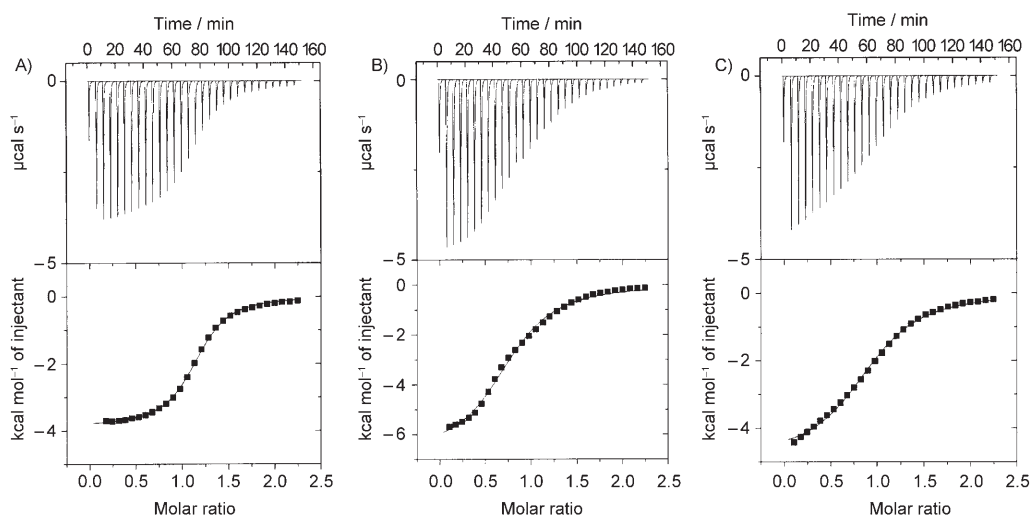 A)
Time / min
0 20 40 60 80 100 120 140 160
0
µcal s⁻¹
−5
0
−2
−4
kcal mol⁻¹ of injectant
0.0 0.5 1.0 1.5 2.0 2.5
Molar ratio
B)
Time / min
0 20 40 60 80 100 120 140 160
0
µcal s⁻¹
−5
0
−2
−4
−6
kcal mol⁻¹ of injectant
0.0 0.5 1.0 1.5 2.0 2.5
Molar ratio
C)
Time / min
0 20 40 60 80 100 120 140 160
0
µcal s⁻¹
−5
0
−2
−4
kcal mol⁻¹ of injectant
0.0 0.5 1.0 1.5 2.0 2.5
Molar ratio